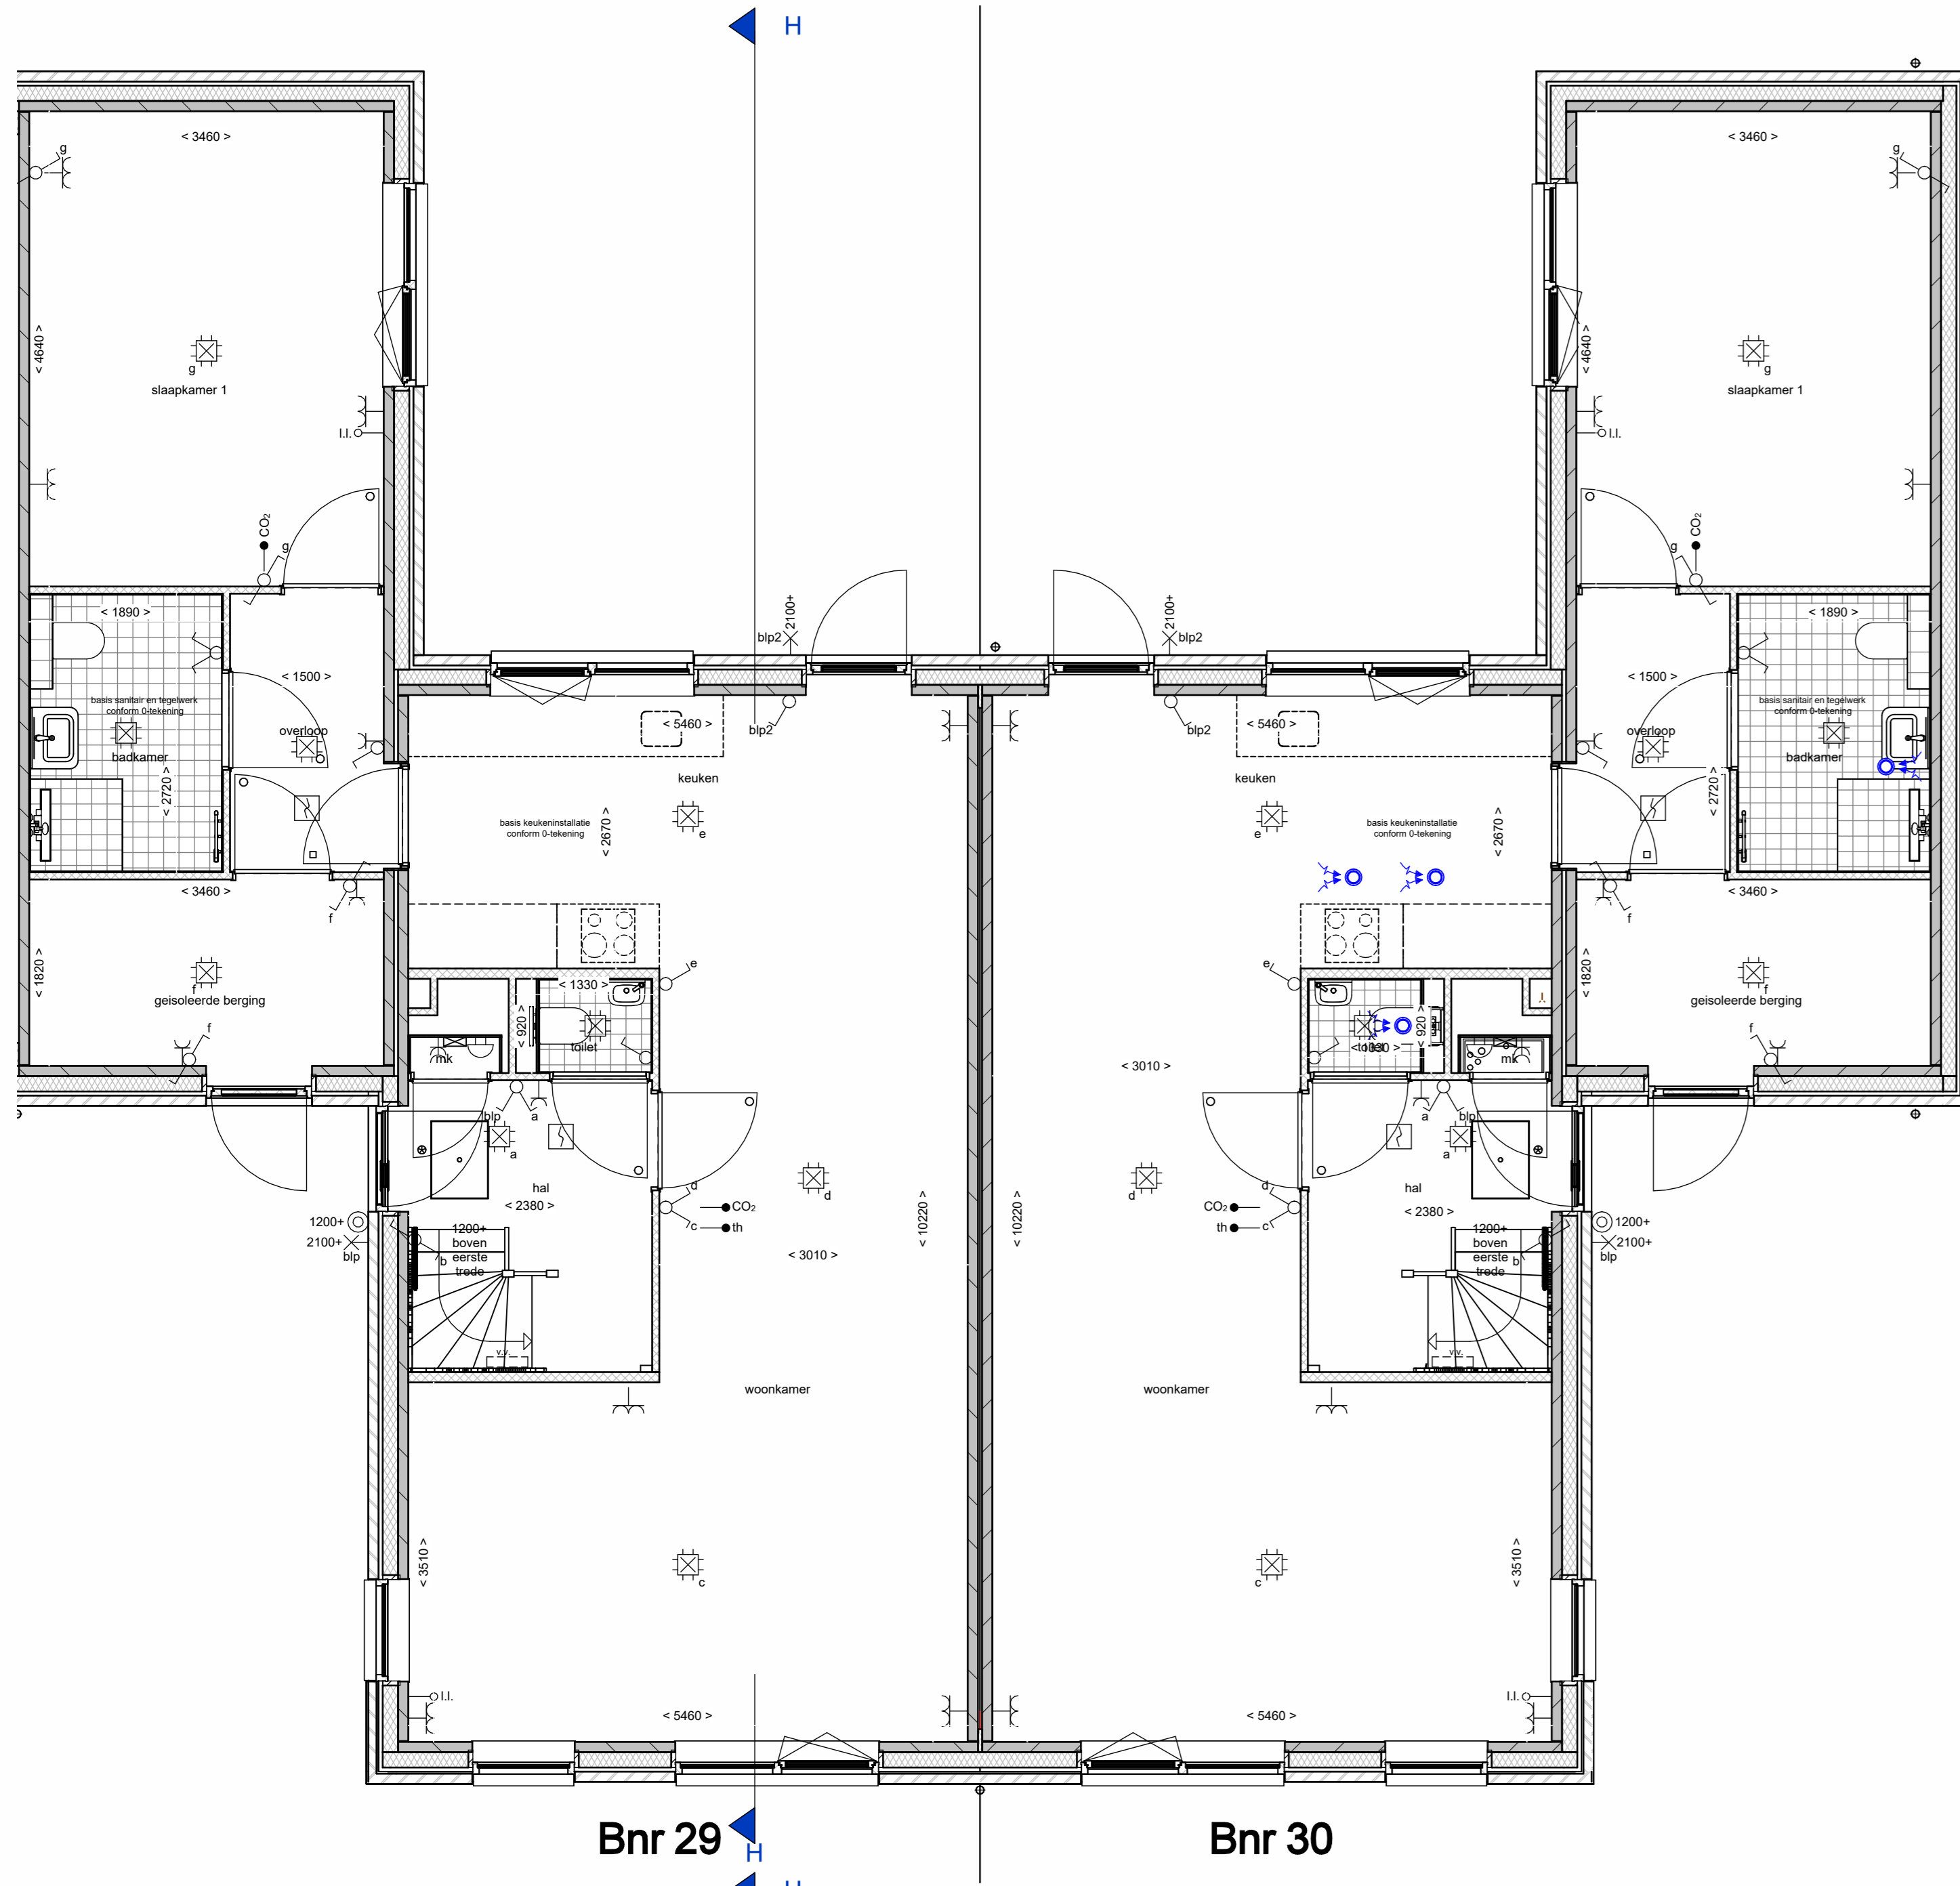 H
< 3460 >
< 3460 >
g
g
< 4640 >
< 4640 >
g
g
slaapkamer 1
slaapkamer 1
l.l.
l.l.
CO2
CO2
g
g
2100+
2100+
blp2
blp2
< 1890 >
< 1890 >
< 1500 >
< 1500 >
basis sanitair en tegelwerk
conform 0-tekening
basis sanitair en tegelwerk
conform 0-tekening
overloop
overloop
badkamer
badkamer
< 2720 >
< 2720 >
< 5460 >
< 5460 >
blp2
blp2
keuken
keuken
basis keukeninstallatie
conform 0-tekening
basis keukeninstallatie
conform 0-tekening
< 2670 >
< 2670 >
e
e
< 3460 >
< 3460 >
f
f
< 1820 >
< 1820 >
e
e
f
f
geisoleerde berging
geisoleerde berging
< 1330 >
< 920 >
< 920 >
toilet
mk
mk
f
f
< 3010 >
blp
a
a
blp
a
a
hal
hal
< 2380 >
< 2380 >
d
d
d
d
CO2
CO2
c
th
th
c
< 10220 >
< 10220 >
1200+
2100+
blp
1200+
2100+
blp
1200+
boven
eerste
trede
b
1200+
boven
eerste
trede
b
< 3010 >
v.v.
v.v.
woonkamer
woonkamer
< 3510 >
< 3510 >
c
c
l.l.
l.l.
< 5460 >
< 5460 >
Bnr 29
H
Bnr 30
H